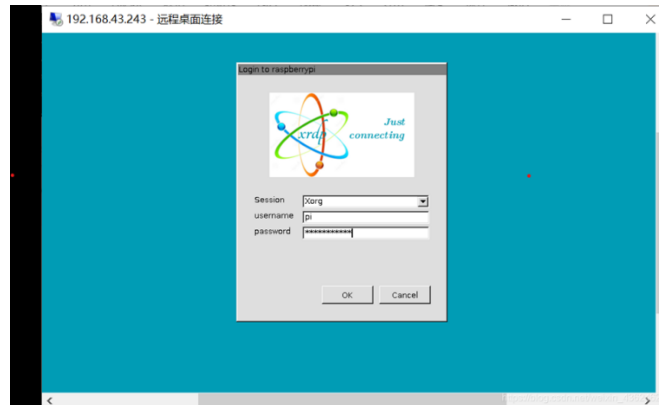 192.168.43.243 - 远程桌面连接
Login to raspberrypi
Just
xrdp connecting
Session Xorg
username pi
password ***********
OK Cancel